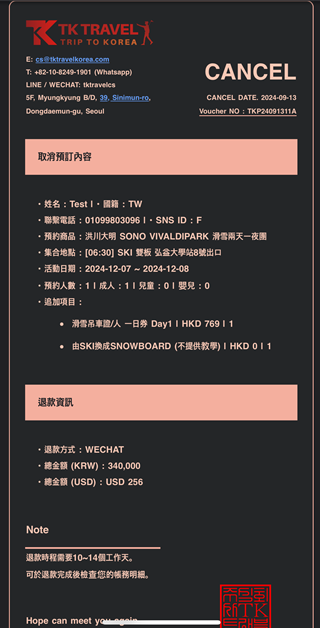 TK TRAVEL
TRIP TO KOREA
E: cs@tktravelkorea.com
T: +82-10-8249-1901 (Whatsapp)
LINE / WECHAT: tktravelcs
5F, Myungkyung B/D, 39, Sinimun-ro,
Dongdaemun-gu, Seoul
CANCEL
CANCEL DATE. 2024-09-13
Voucher NO : TKP24091311A
取消預訂內容
• 姓名 : Test l • 國籍 : TW
• 聯繫電話 : 01099803096 l • SNS ID : F
• 預約商品 : 洪川大明 SONO VIVALDIPARK 滑雪兩天一夜團
• 集合地點 : [06:30] SKI 雙板 弘益大學站8號出口
• 活動日期 : 2024-12-07 ~ 2024-12-08
• 預約人數 : 1 l 成人 : 1 l 兒童 : 0 l 嬰兒 : 0
• 追加項目 :
• 滑雪吊車證/人 一日券 Day1 l HKD 769 l 1
• 由SKI換成SNOWBOARD (不提供教學) l HKD 0 l 1
退款資訊
• 退款方式 : WECHAT
• 總金額 (KRW) : 340,000
• 總金額 (USD) : USD 256
Note
退款時程需要10~14個工作天。
可於退款完成後檢查您的帳務明細。
Hope can meet you again